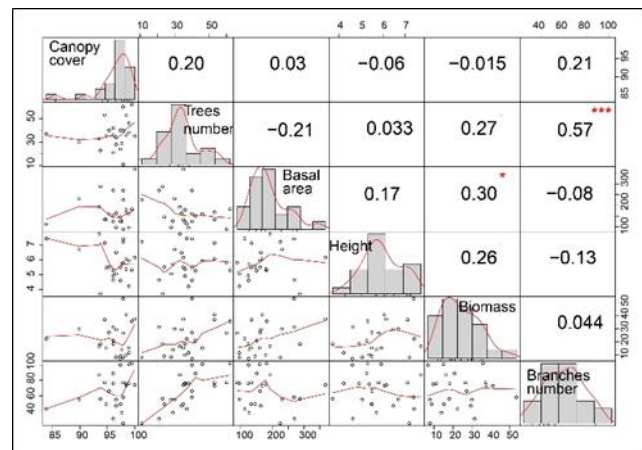 10 30 50
4 5 6 7
40 60 80 100
Canopy
cover
0.20
0.03
−0.06
−0.015
0.21
85 90 95
10 30 50
Trees
number
−0.21
0.033
0.27
0.57
***
Basal
area
0.17
0.30
*
−0.08
100 200 300
4 5 6 7
Height
0.26
−0.13
Biomass
0.044
10 20 30 40 50
40 60 80 100
Branches
number
85 90 95 100
100 200 300
10 20 30 40 50